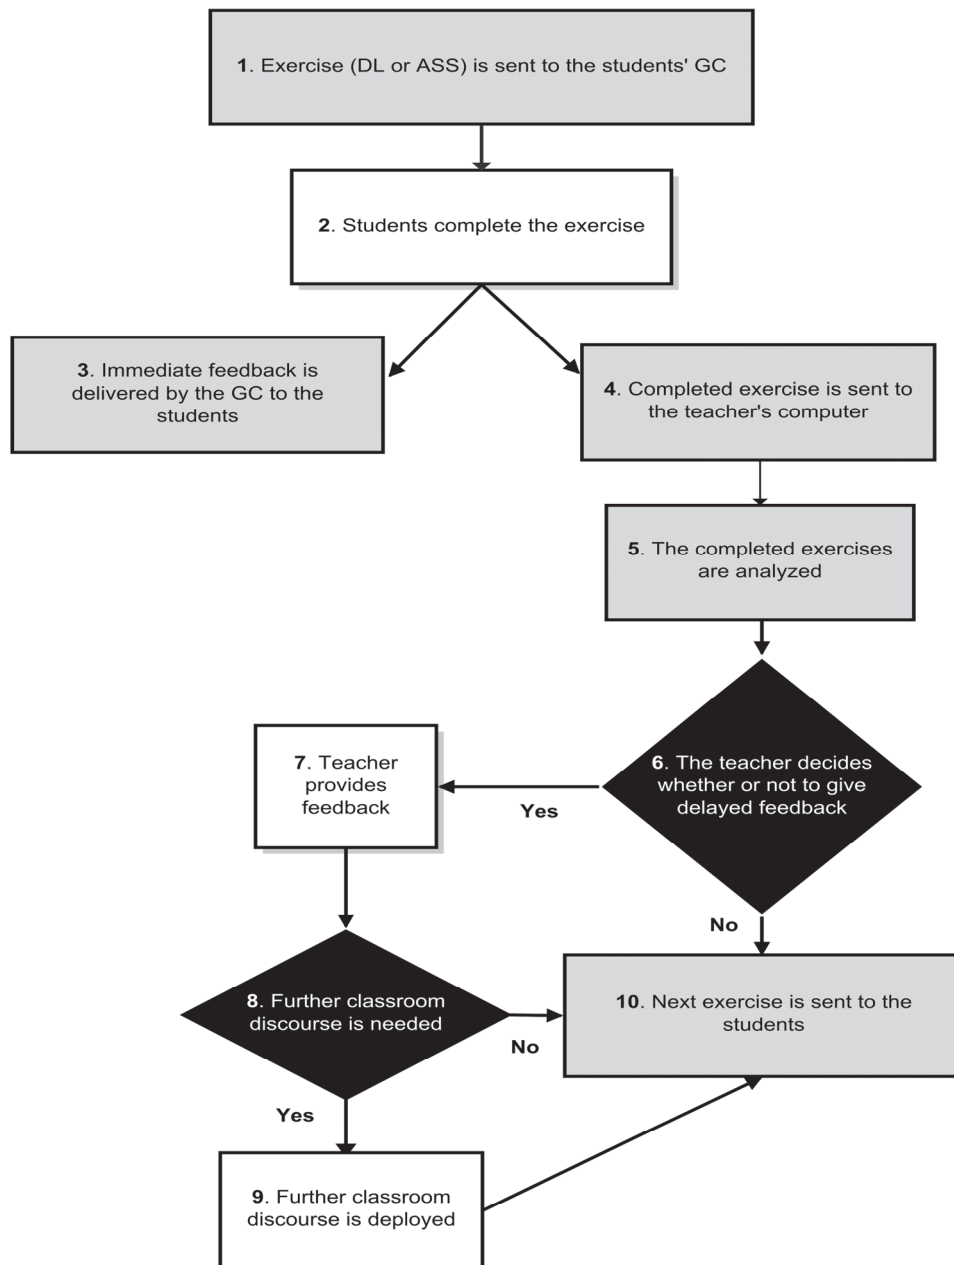 1. Exercise (DL or ASS) is sent to the students' GC
2. Students complete the exercise
3. Immediate feedback is
delivered by the GC to the
students
4. Completed exercise is sent to
the teacher's computer
5. The completed exercises
are analyzed
6. The teacher decides
whether or not to give
delayed feedback
Yes
7. Teacher
provides
feedback
No
8. Further classroom
discourse is needed
No
10. Next exercise is sent to the
students
Yes
9. Further classroom
discourse is deployed